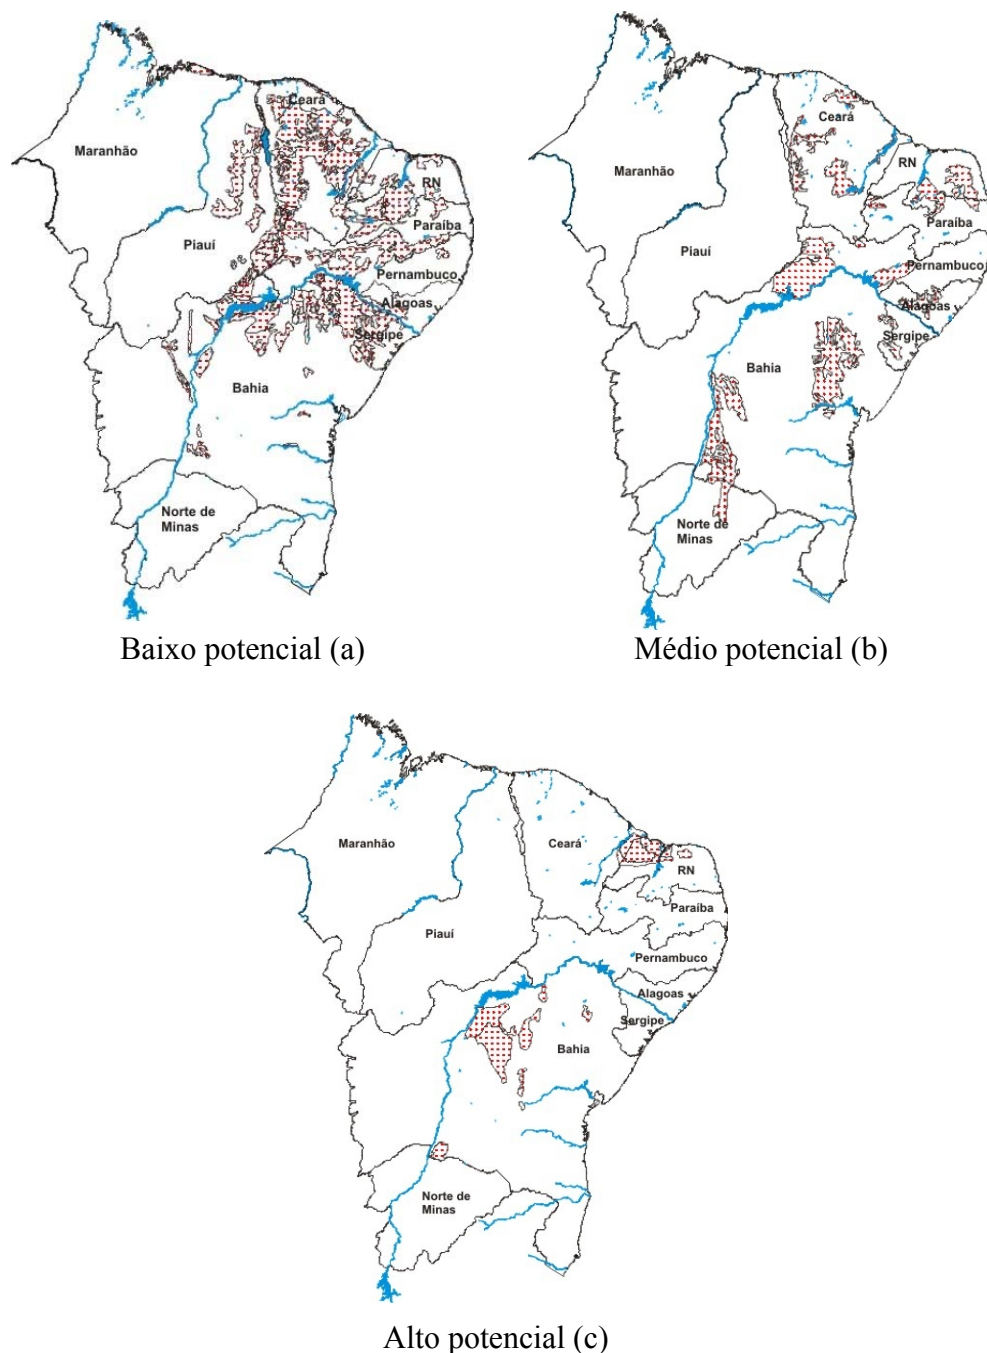 Ceará
Maranhão
RN
Paraíba
Piauí
Pernambuco
Alagoas
Sergipe
Bahia
Norte de
Minas
Baixo potencial (a)
Ceará
RN
Maranhão
Paraíba
Piauí
Pernambuco
Alagoas
Sergipe
Bahia
Norte de
Minas
Médio potencial (b)
Maranhão
Ceará
RN
Paraíba
Piauí
Pernambuco
Alagoas
Sergipe
Bahia
Norte de
Minas
Alto potencial (c)